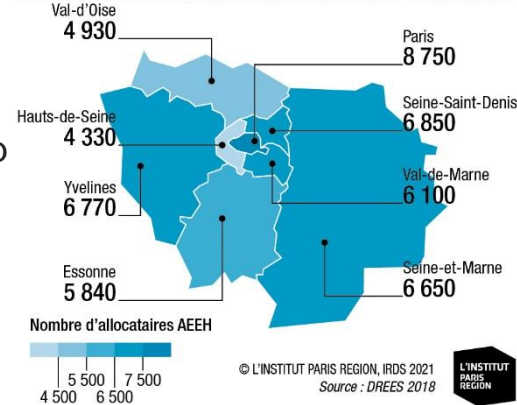 Val-d'Oise
4 930
Paris
8 750
Hauts-de-Seine
4 330
Seine-Saint-Denis
6 850
Yvelines
6 770
Val-de-Marne
6 100
Essonne
5 840
Seine-et-Marne
6 650
Nombre d'allocataires AEEH
5 500 7 500
4 500 6 500
© L'INSTITUT PARIS REGION, IRDS 2021
Source : DREES 2018
L'INSTITUT
PARIS
REGION